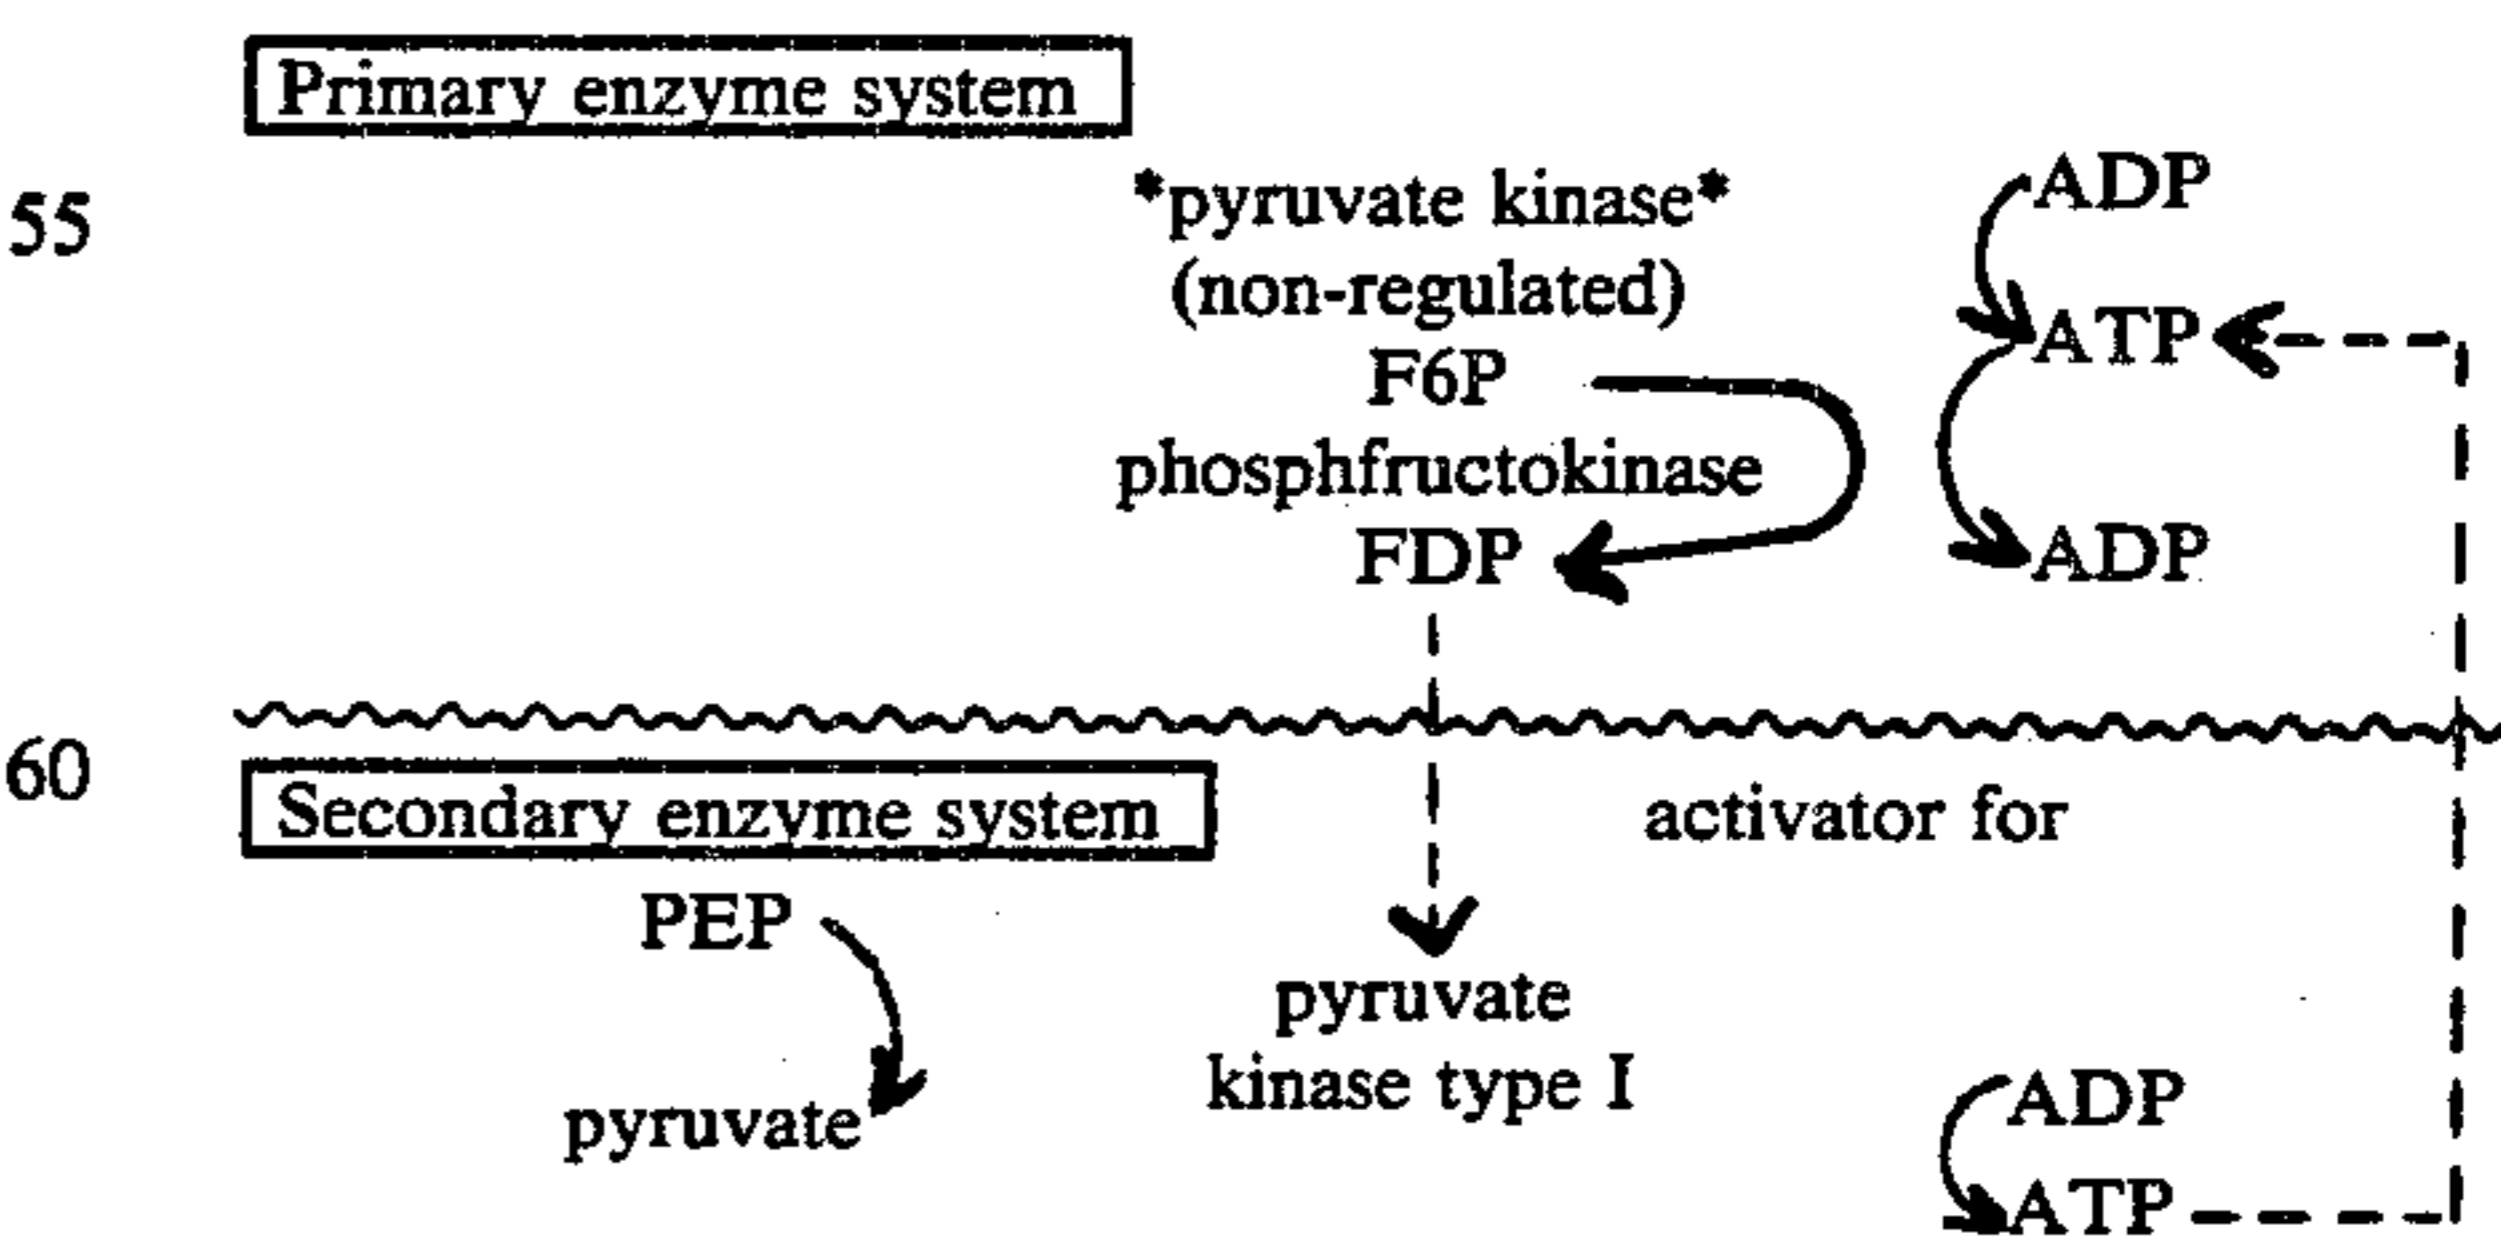 Primary enzyme system
55 *pyruvate kinase* ADP
(non-regulated)
F6P ATP
phosphfructokinase
FDP ADP
60 Secondary enzyme system activator for
PEP
pyruvate
kinase type I
pyruvate ADP
ATP